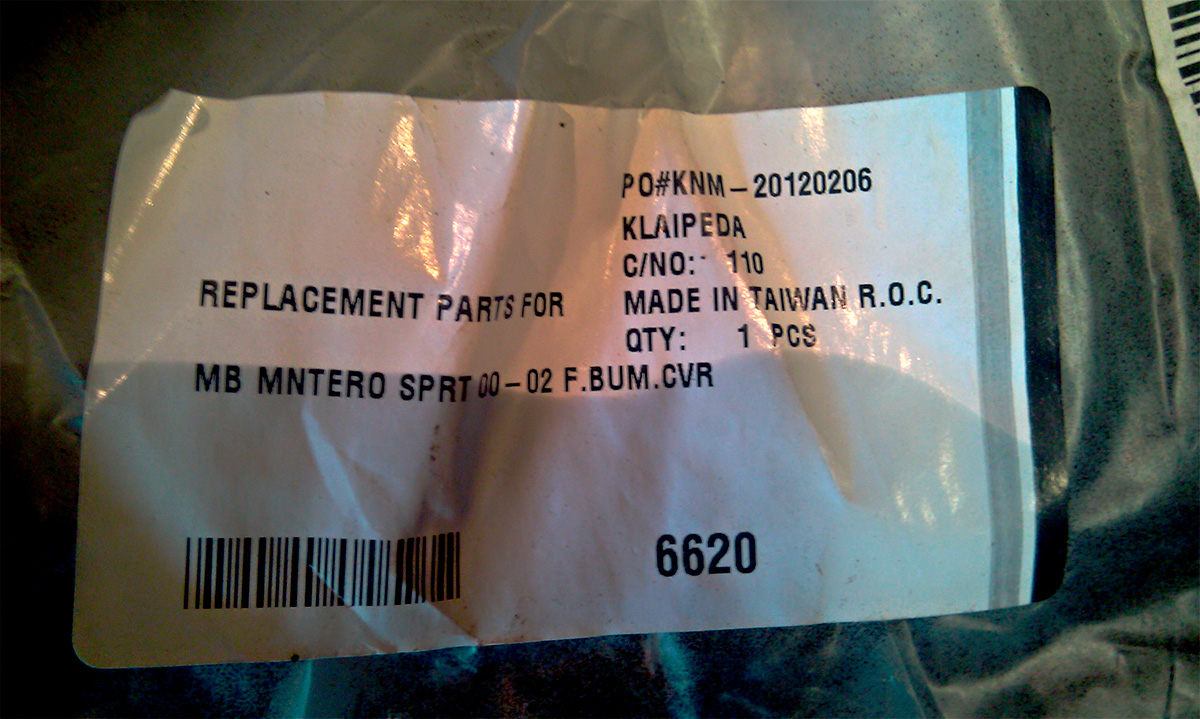 PO#KNM-20120206
KLAIPEDA
C/NO:- 110
REPLACEMENT PARTS FOR
MADE IN TAIWAN R.O.C.
QTY: 1 PCS
MB MNTERO SPRT 00-02 F.BUM.CVR
6620